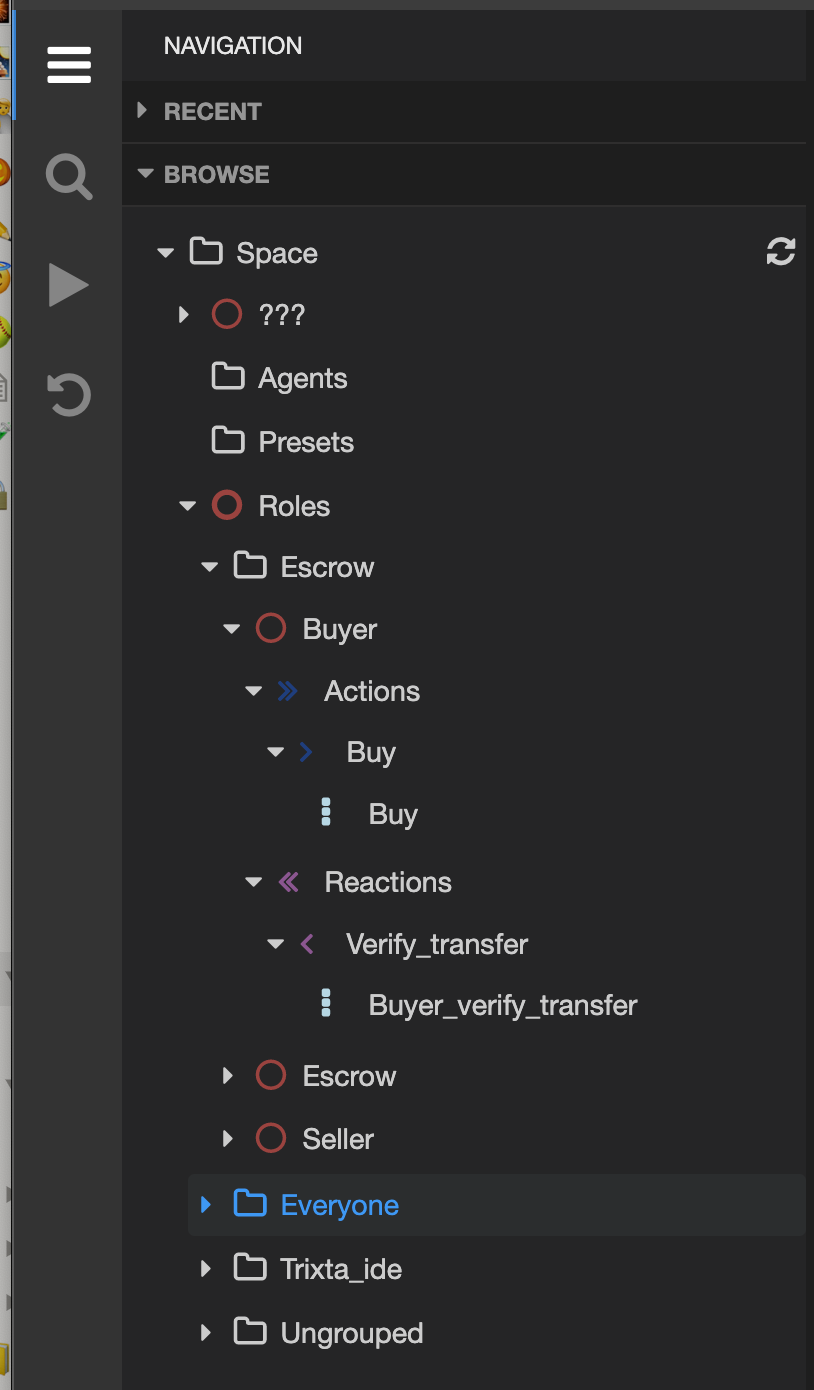 NAVIGATION
RECENT
BROWSE
Space
???
Agents
Presets
Roles
Escrow
Buyer
Actions
Buy
Buy
Reactions
Verify_transfer
Buyer_verify_transfer
Escrow
Seller
Everyone
Trixta_ide
Ungrouped